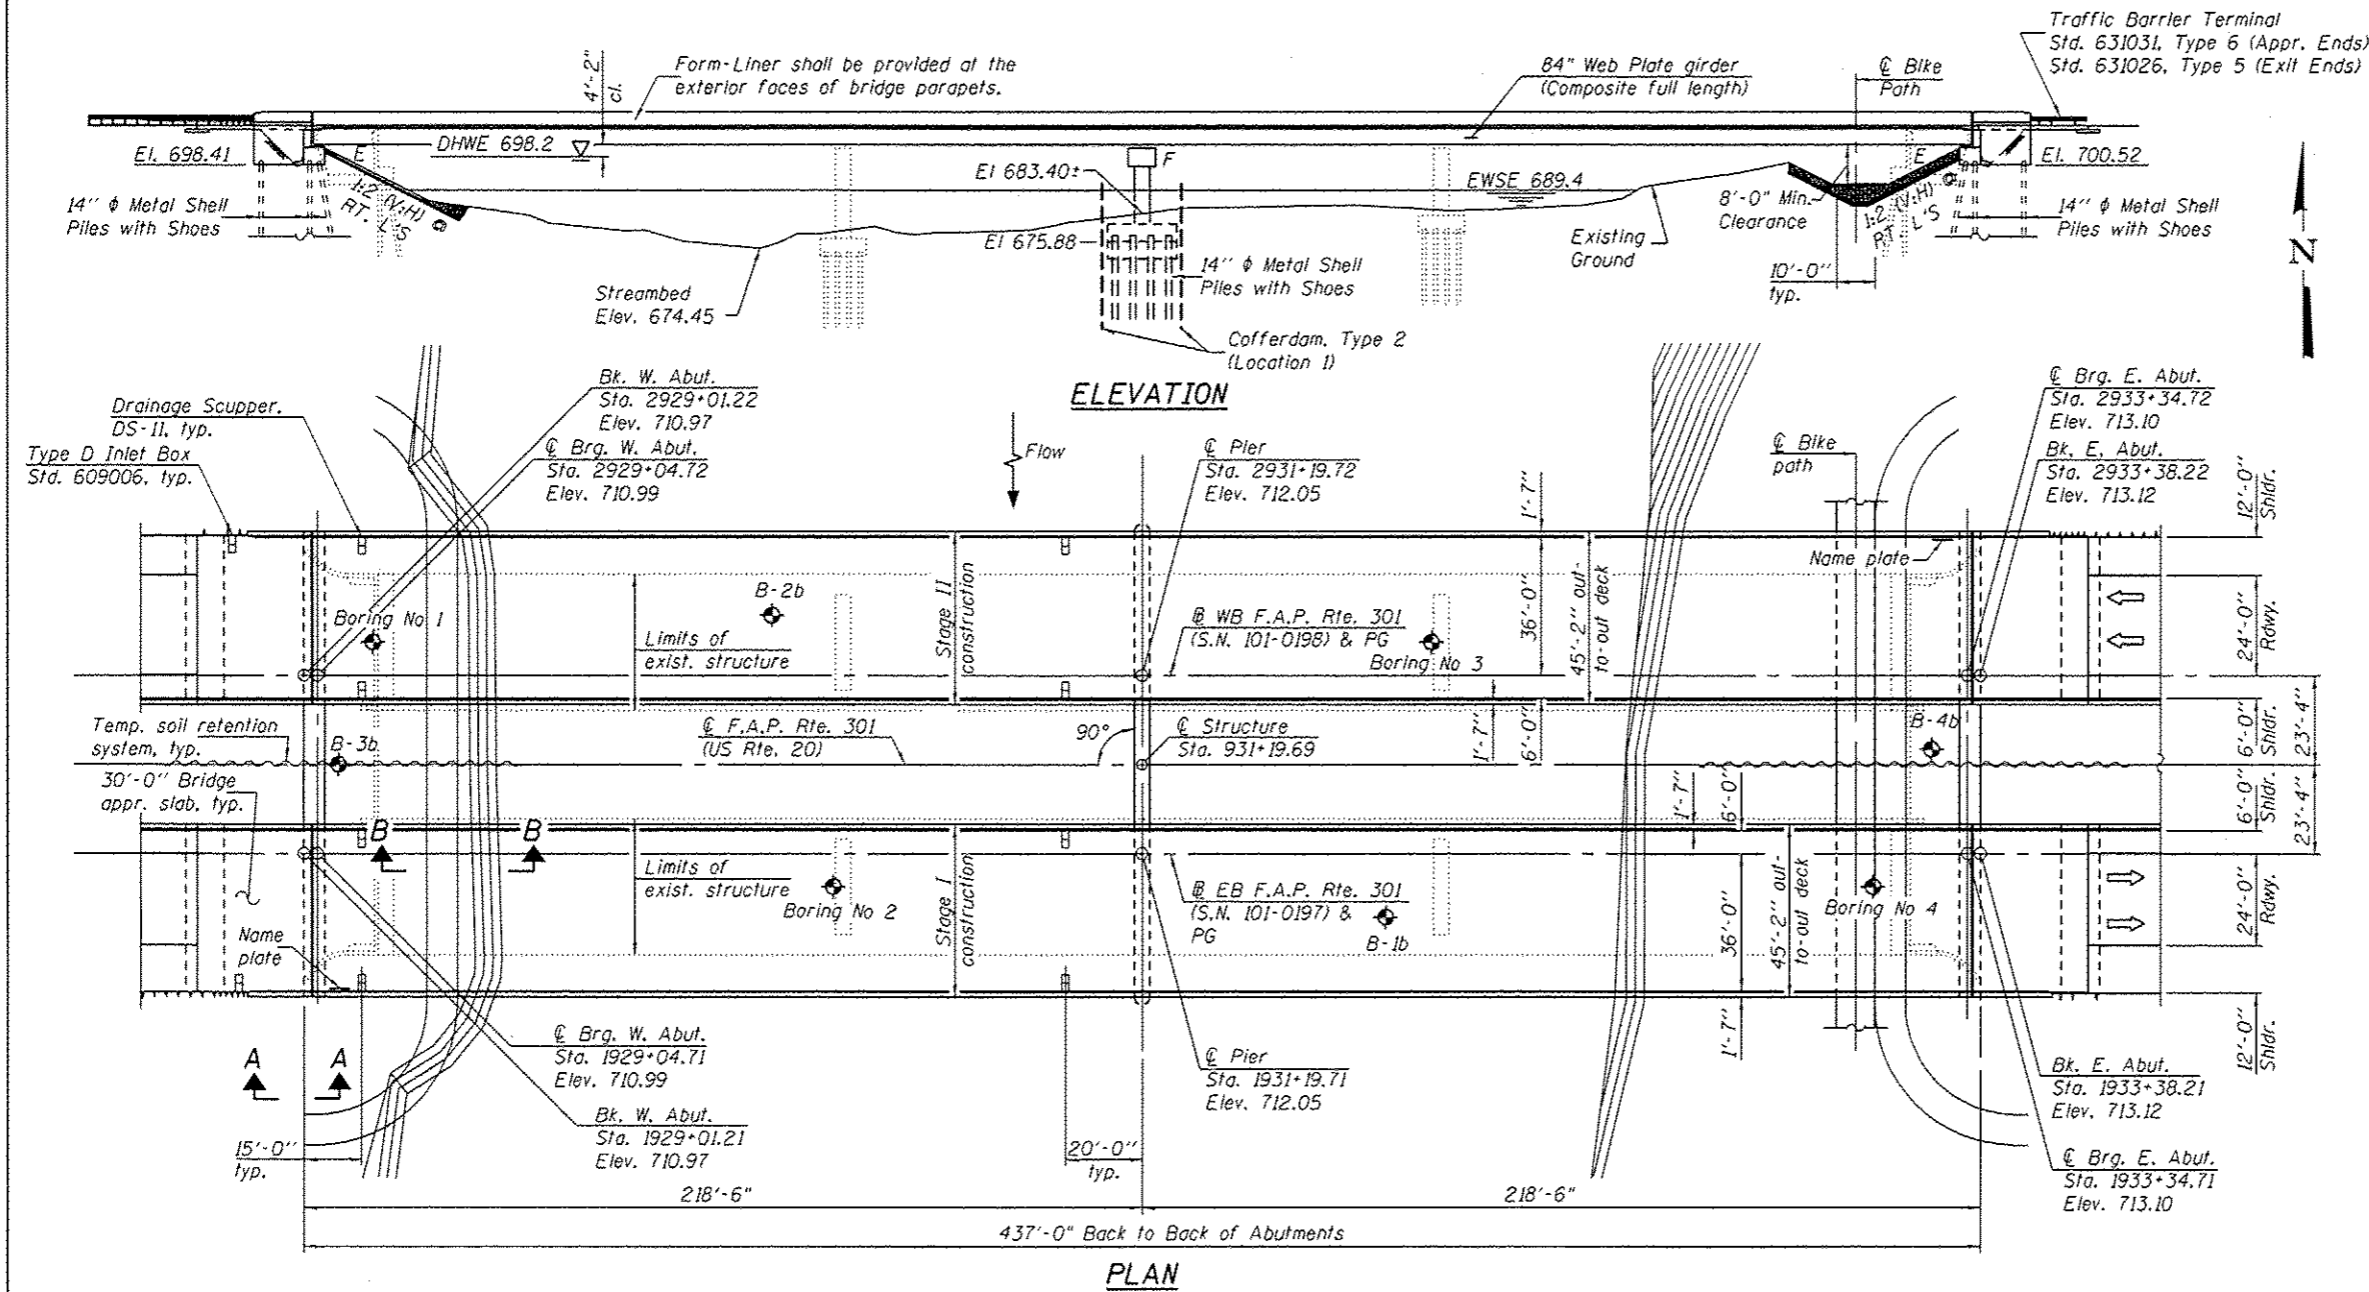 Traffic Barrier Terminal
Std. 631031, Type 6 (Appr. Ends)
Std. 631026, Type 5 (Exit Ends)
4'-2"
cl.
Form-Liner shall be provided at the
exterior faces of bridge parapets.
84" Web Plate girder
(Composite full length)
℄ Bike
Path
El. 698.41
E
DHWE 698.2
F
El 683.40±
EWSE 689.4
E
El. 700.52
1:2 (V:H) @
RT. L'S
14" ϕ Metal Shell
Piles with Shoes
8'-0" Min.
Clearance
1:2 (V:H) @
RT. L'S
14" ϕ Metal Shell
Piles with Shoes
El 675.88
Existing
Ground
N
14" ϕ Metal Shell
Piles with Shoes
10'-0"
typ.
Streambed
Elev. 674.45
Cofferdam, Type 2
(Location 1)
ELEVATION
Bk. W. Abut.
Sta. 2929+01.22
Elev. 710.97
℄ Brg. W. Abut.
Sta. 2929+04.72
Elev. 710.99
Drainage Scupper,
DS-11, typ.
Type D Inlet Box
Std. 609006, typ.
Flow
℄ Pier
Sta. 2931+19.72
Elev. 712.05
℄ Bike
path
℄ Brg. E. Abut.
Sta. 2933+34.72
Elev. 713.10
Bk. E. Abut.
Sta. 2933+38.22
Elev. 713.12
1'-7"
12'-0"
Shldr.
Name plate
B-2b
Boring No 1
Limits of
exist. structure
Stage II
construction
℔ WB F.A.P. Rte. 301
(S.N. 101-0198) & PG
Boring No 3
36'-0"
45'-2" out-
to-out deck
24'-0"
Rdwy.
Temp. soil retention
system, typ.
B-3b
30'-0" Bridge
appr. slab, typ.
℄ F.A.P. Rte. 301
(US Rte. 20)
90°
℄ Structure
Sta. 931+19.69
1'-7"
6'-0"
B-4b
6'-0"
Shldr.
23'-4"
B
B
Limits of
exist. structure
Boring No 2
Stage I
construction
℔ EB F.A.P. Rte. 301
(S.N. 101-0197) &
PG
B-1b
1'-7"
6'-0"
36'-0"
45'-2" out-
to-out deck
Boring No 4
6'-0"
Shldr.
23'-4"
24'-0"
Rdwy.
Name
plate
1'-7"
12'-0"
Shldr.
A
A
℄ Brg. W. Abut.
Sta. 1929+04.71
Elev. 710.99
Bk. W. Abut.
Sta. 1929+01.21
Elev. 710.97
℄ Pier
Sta. 1931+19.71
Elev. 712.05
Bk. E. Abut.
Sta. 1933+38.21
Elev. 713.12
℄ Brg. E. Abut.
Sta. 1933+34.71
Elev. 713.10
15'-0"
typ.
20'-0"
typ.
218'-6"
218'-6"
437'-0" Back to Back of Abutments
PLAN